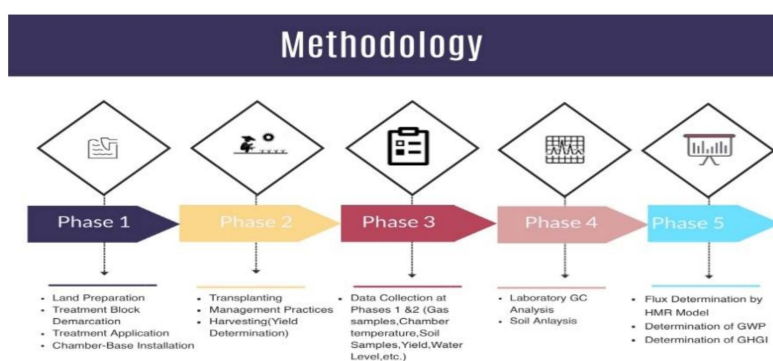 Methodology
Phase 1
Phase 2
Phase 3
Phase 4
Phase 5
• Land Preparation
• Treatment Block
Demarcation
• Treatment Application
• Chamber-Base Installation
• Transplanting
• Management Practices
• Harvesting(Yield
Determination)
• Data Collection at
Phases 1 &2 (Gas
samples,Chamber
temperature,Soil
Samples,Yield,Water
Level,etc.)
• Laboratory GC
Analysis
• Soil Anlaysis
• Flux Determination by
HMR Model
• Determination of GWP
• Determination of GHGI